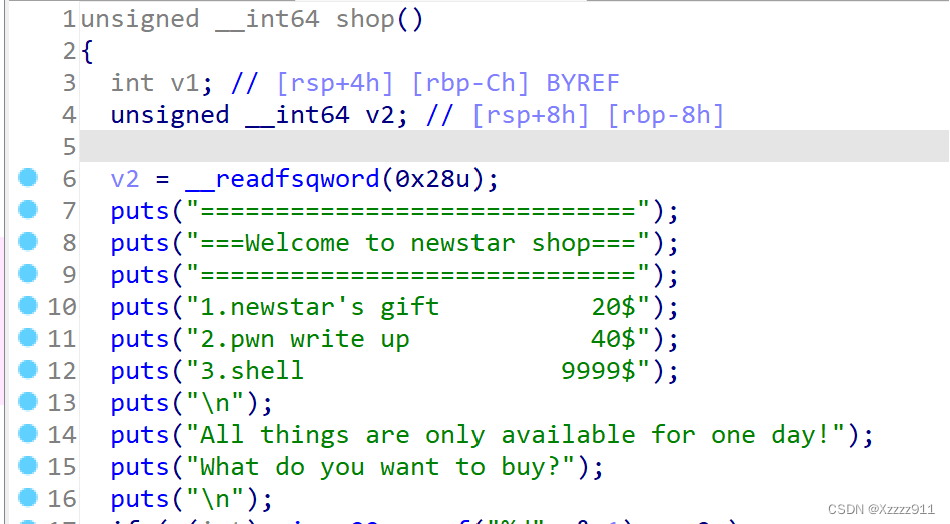 1 unsigned __int64 shop()
2 {
3 int v1; // [rsp+4h] [rbp-Ch] BYREF
4 unsigned __int64 v2; // [rsp+8h] [rbp-8h]
5
6 v2 = __readfsqword(0x28u);
7 puts("=============================");
8 puts("===Welcome to newstar shop===");
9 puts("=============================");
10 puts("1.newstar's gift          20$");
11 puts("2.pwn write up            40$");
12 puts("3.shell                 9999$");
13 puts("\n");
14 puts("All things are only available for one day!");
15 puts("What do you want to buy?");
16 puts("\n");
CSDN @Xzzzz911